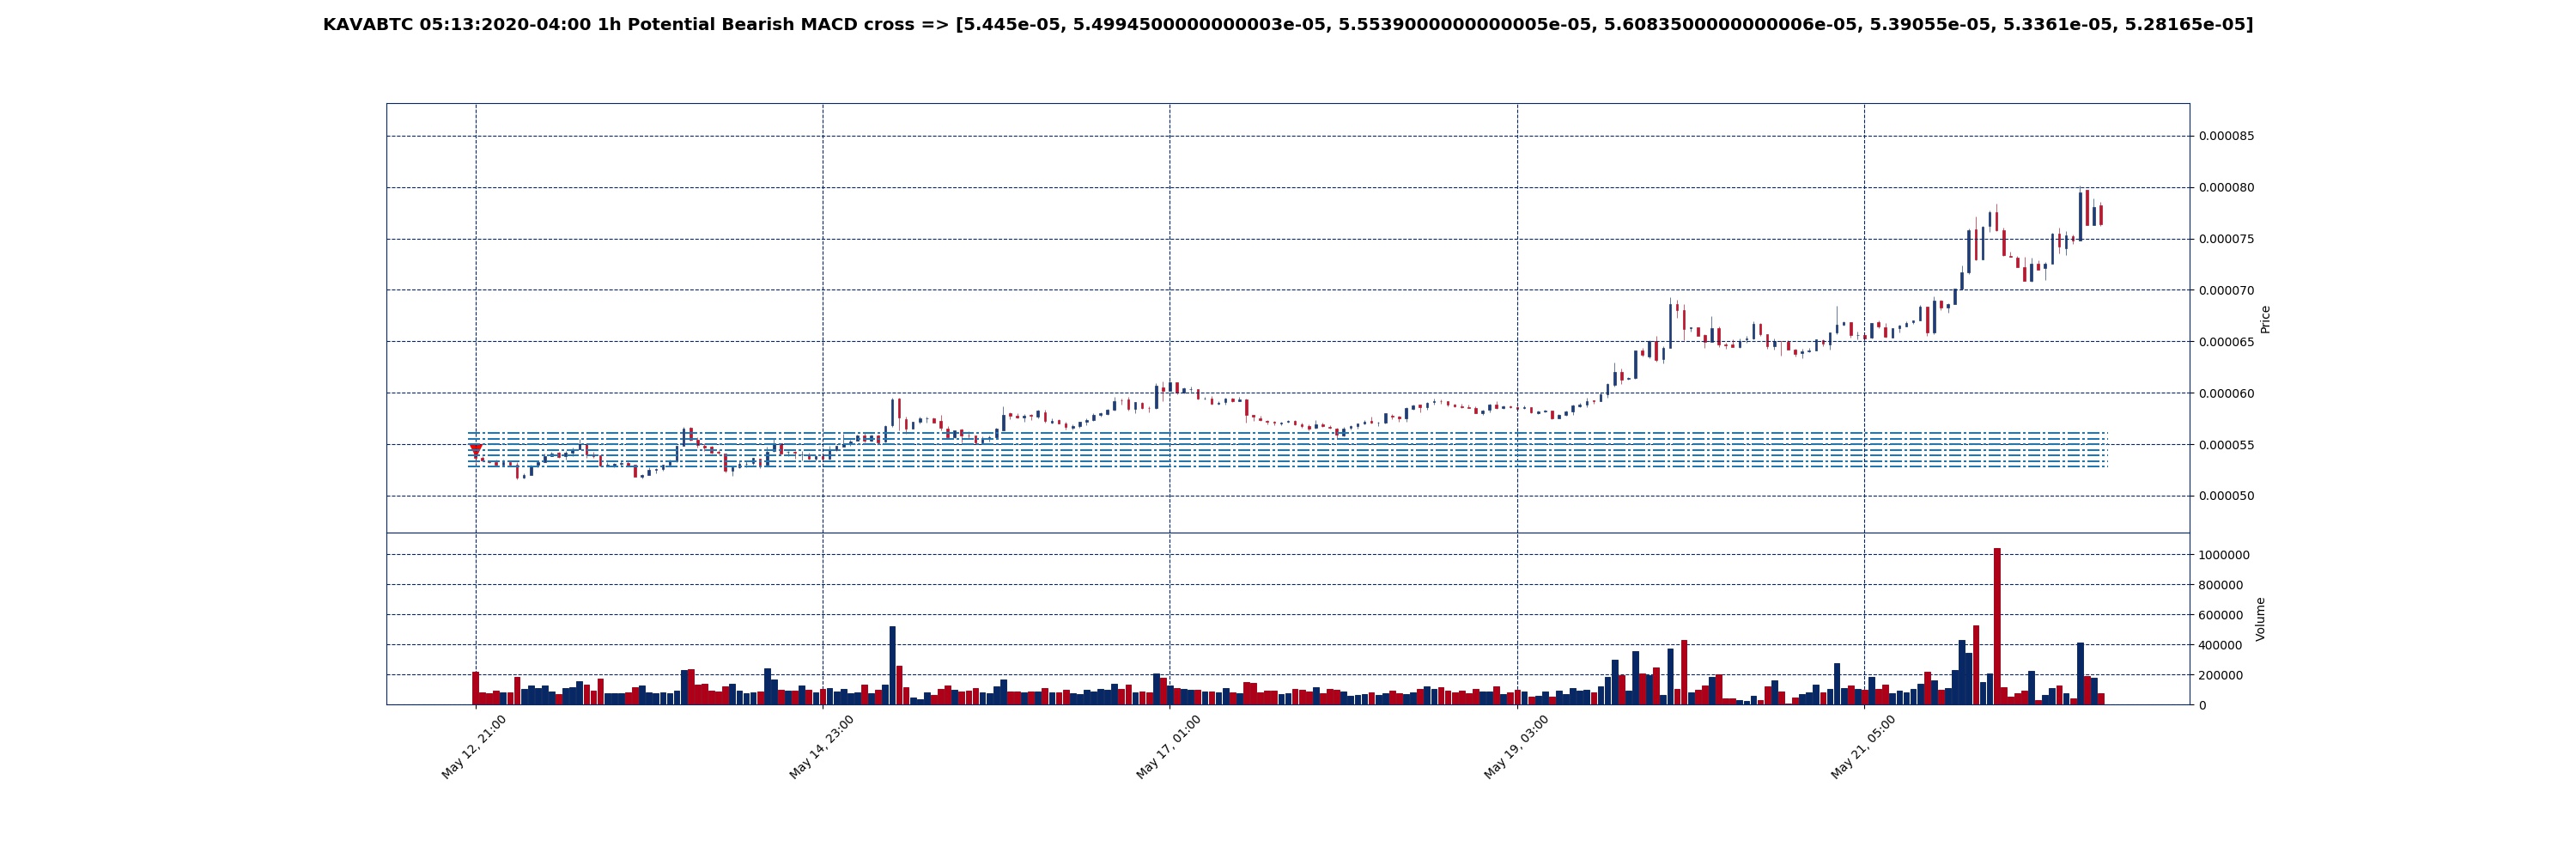 KAVABTC 05:13:2020-04:00 1h Potential Bearish MACD cross => [5.445e-05, 5.4994500000000003e-05, 5.5539000000000005e-05, 5.6083500000000006e-05, 5.39055e-05, 5.3361e-05, 5.28165e-05]
0.000085
0.000080
0.000075
0.000070
0.000065
0.000060
0.000055
0.000050
Price
1000000
800000
600000
400000
200000
0
Volume
May 12, 21:00
May 14, 23:00
May 17, 01:00
May 19, 03:00
May 21, 05:00